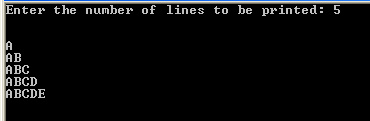 Enter the number of lines to be printed: 5
A
AB
ABC
ABCD
ABCDE